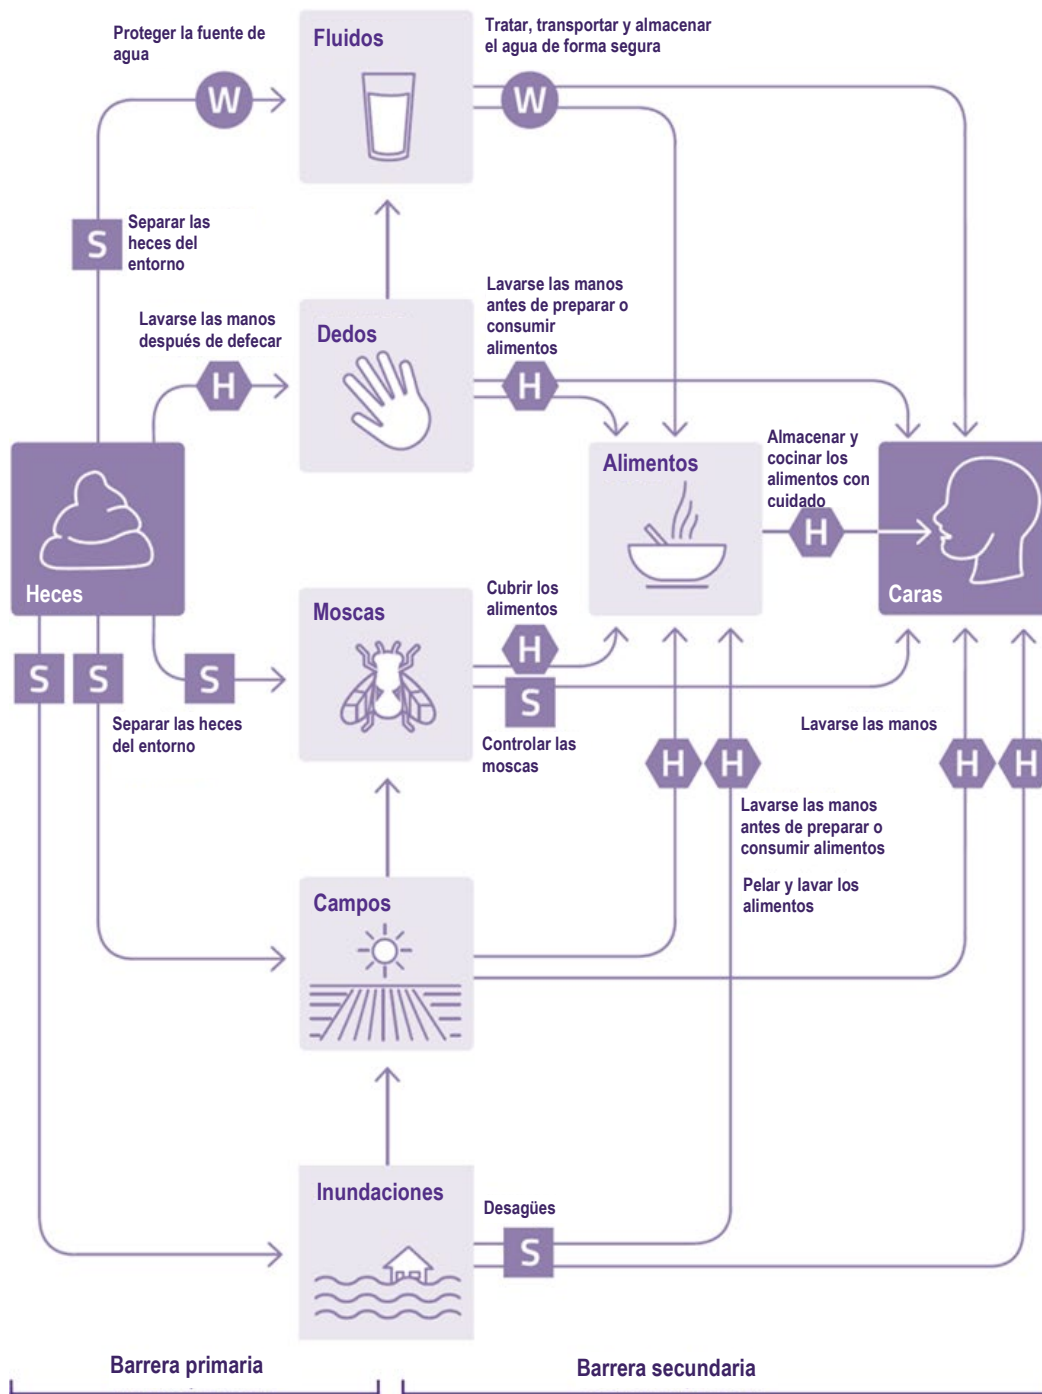 Proteger la fuente de
agua
Fluidos
Tratar, transportar y almacenar
el agua de forma segura
W
W
S
Separar las
heces del
entorno
Lavarse las manos
después de defecar
H
Dedos
Lavarse las manos
antes de preparar o
consumir
alimentos
H
Heces
Alimentos
Almacenar y
cocinar los
alimentos con
cuidado
H
Caras
S
S
S
Separar las heces
del entorno
Moscas
Cubrir los
alimentos
H
S
Controlar las
moscas
H
H
Lavarse las manos
antes de preparar o
consumir alimentos
Pelar y lavar los
alimentos
Lavarse las manos
H
H
Campos
Inundaciones
Desagües
S
Barrera primaria
Barrera secundaria